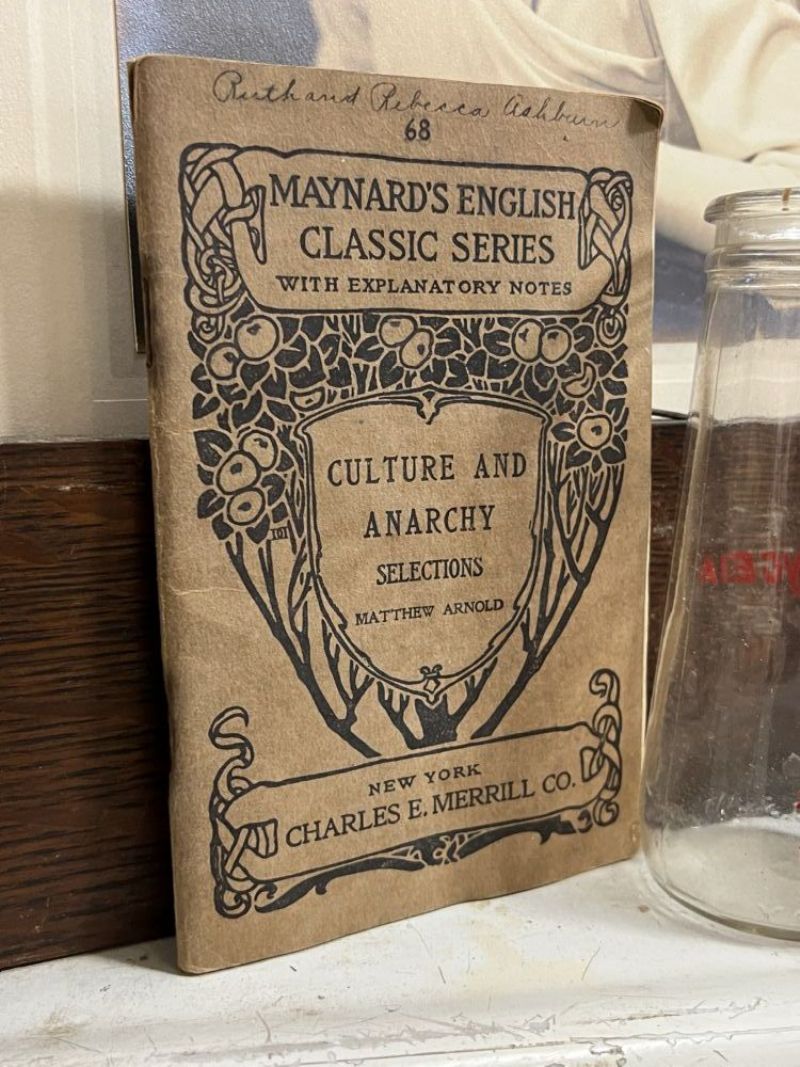 Ruth and Rebecca Ashburn
68
MAYNARD'S ENGLISH
CLASSIC SERIES
WITH EXPLANATORY NOTES
CULTURE AND
ANARCHY
SELECTIONS
MATTHEW ARNOLD
NEW YORK
CHARLES E. MERRILL CO.